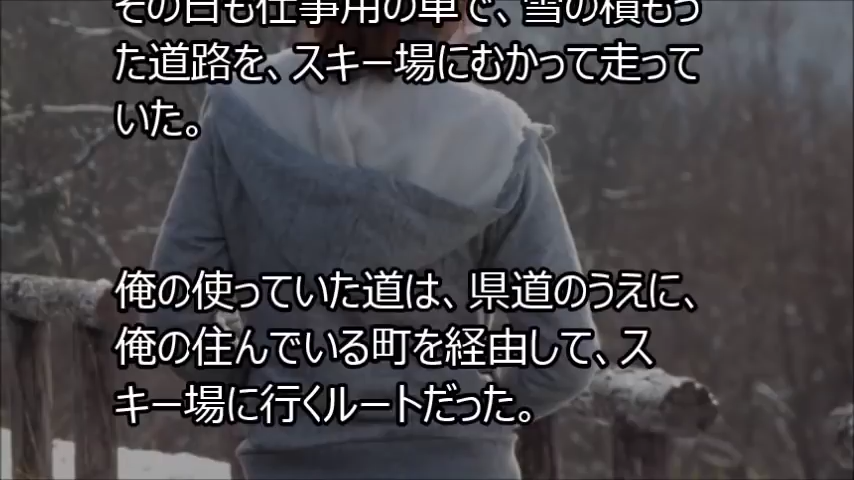 その日も仕事用の車で、雪の積もっ
た道路を、スキー場にむかって走って
いた。
俺の使っていた道は、県道のうえに、
俺の住んでいる町を経由して、ス
キー場に行くルートだった。